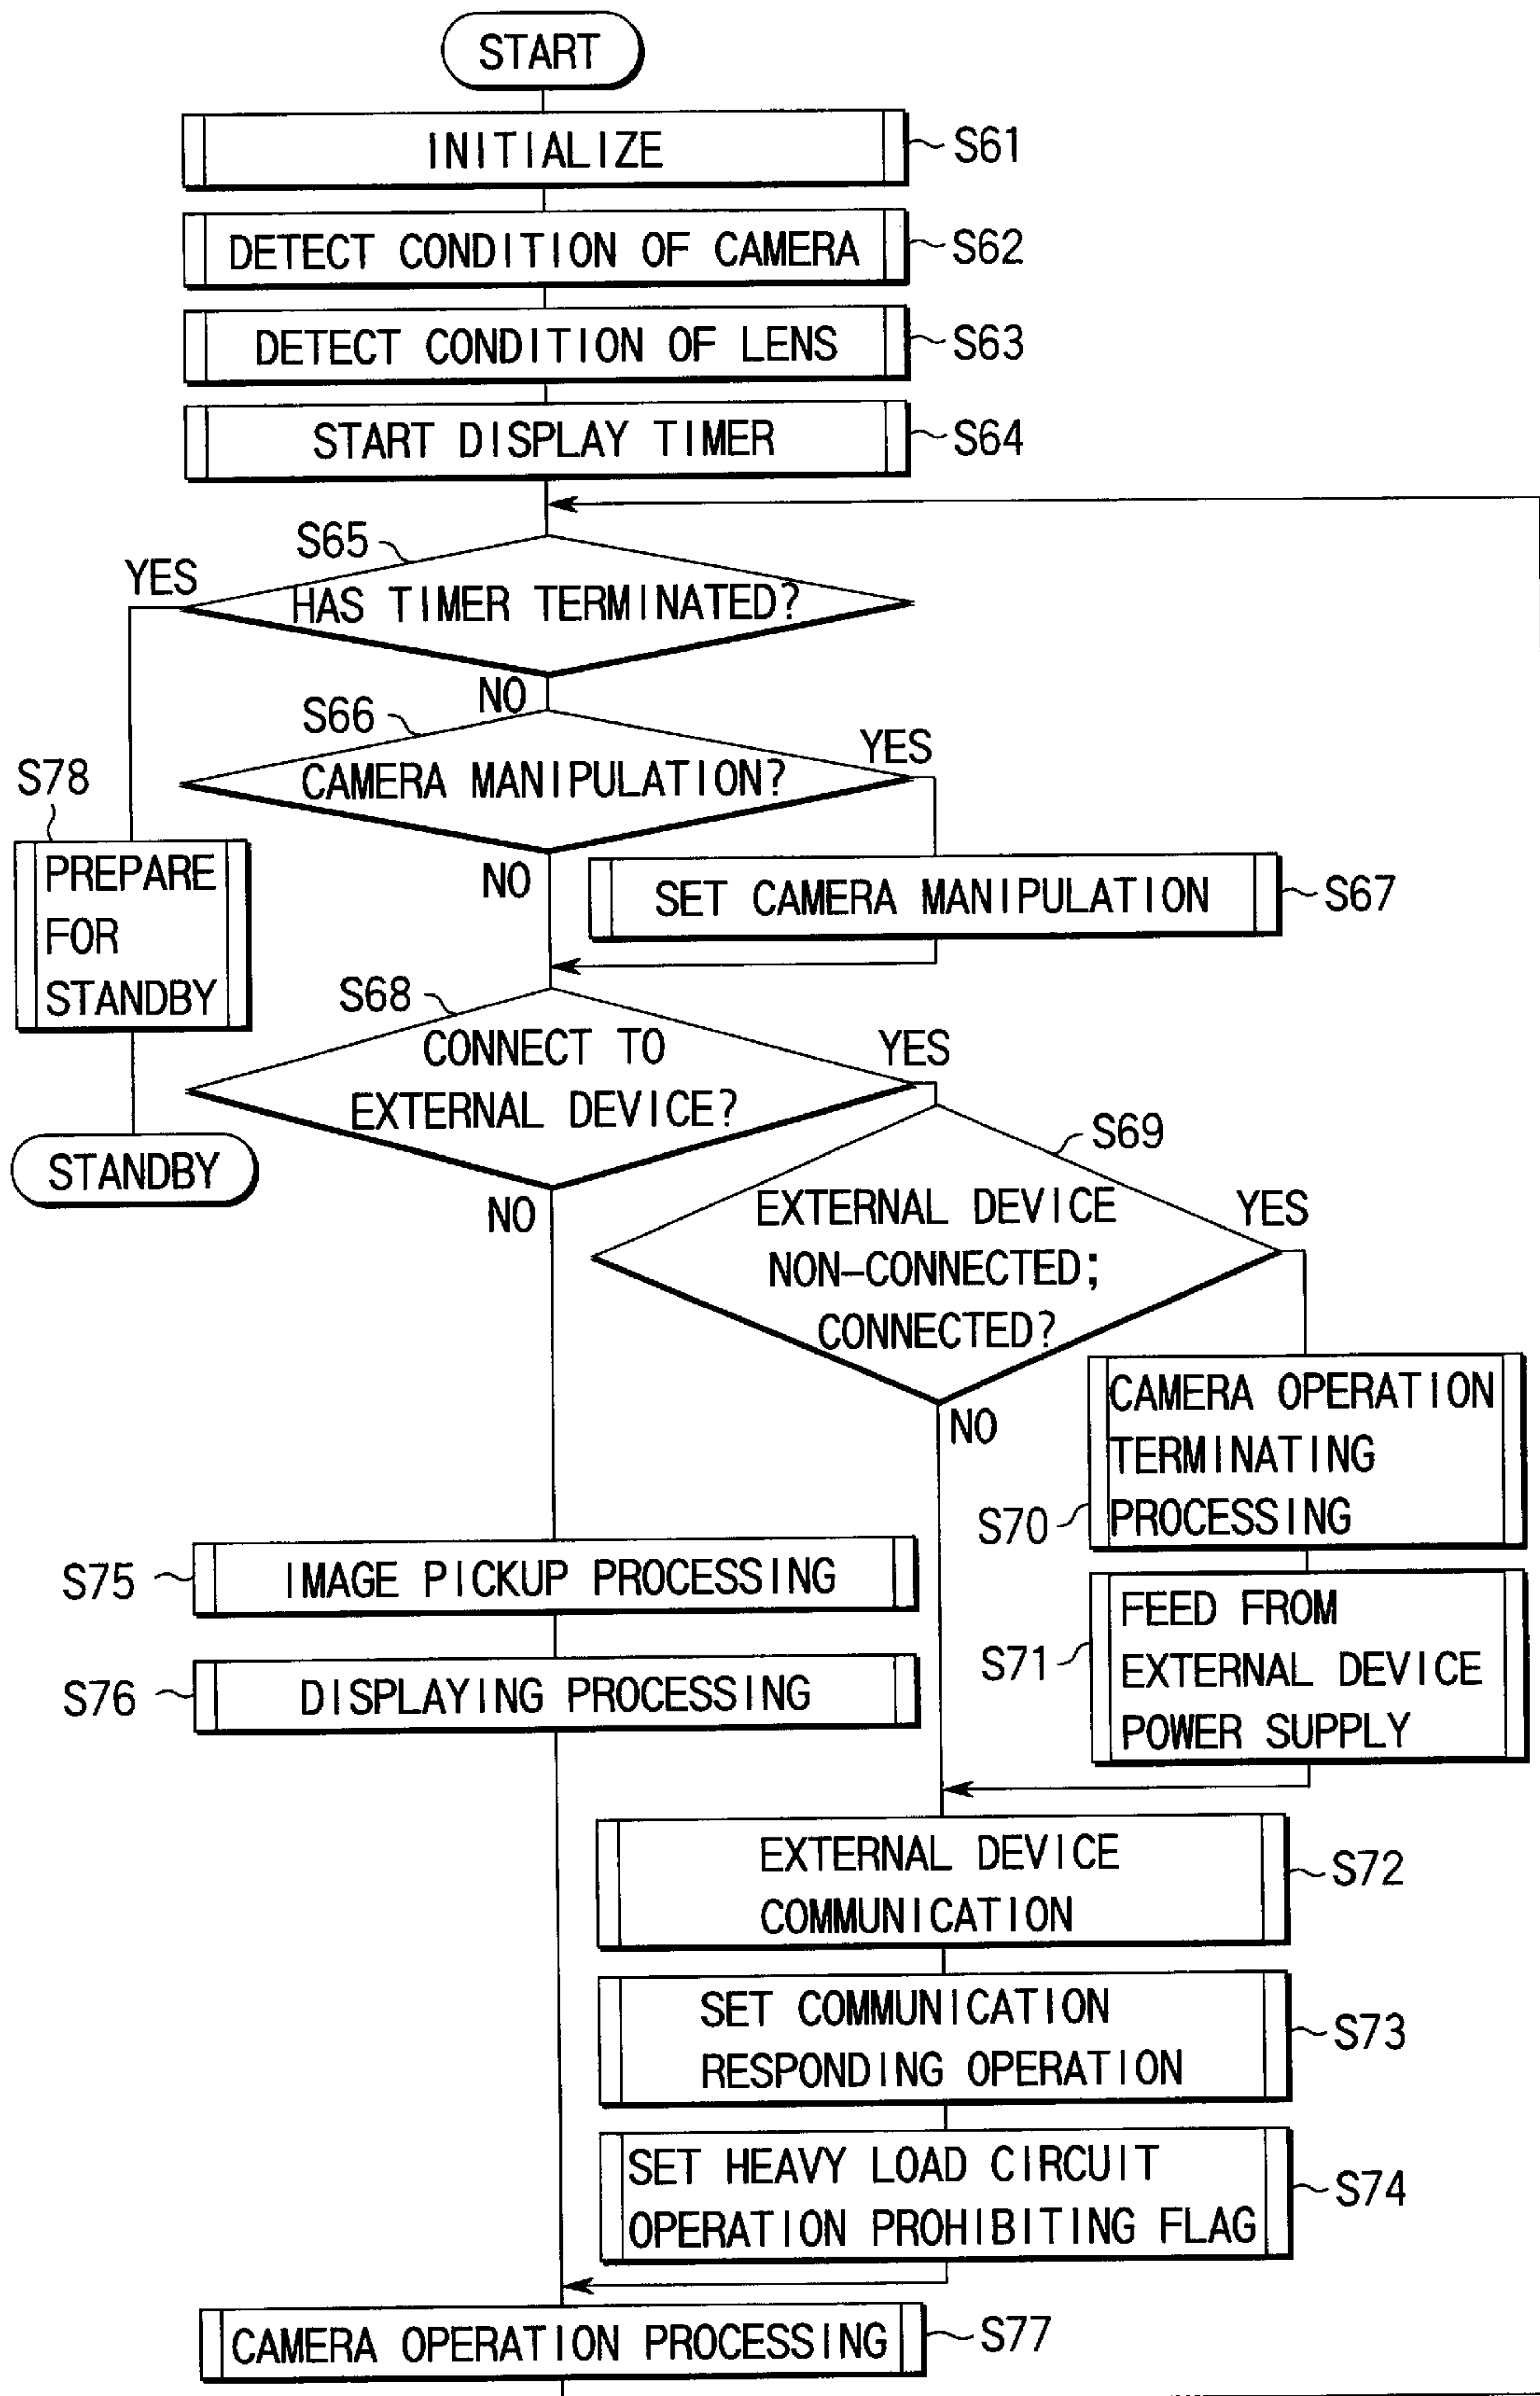 START
INITIALIZE
S61
DETECT CONDITION OF CAMERA
S62
DETECT CONDITION OF LENS
S63
START DISPLAY TIMER
S64
S65
YES
HAS TIMER TERMINATED?
NO
S66
YES
CAMERA MANIPULATION?
NO
S78
PREPARE
FOR
STANDBY
STANDBY
SET CAMERA MANIPULATION
S67
S68
CONNECT TO
EXTERNAL DEVICE?
YES
NO
S69
EXTERNAL DEVICE
NON-CONNECTED;
CONNECTED?
YES
NO
CAMERA OPERATION
TERMINATING
PROCESSING
S70
FEED FROM
EXTERNAL DEVICE
POWER SUPPLY
S71
S75
IMAGE PICKUP PROCESSING
S76
DISPLAYING PROCESSING
EXTERNAL DEVICE
COMMUNICATION
S72
SET COMMUNICATION
RESPONDING OPERATION
S73
SET HEAVY LOAD CIRCUIT
OPERATION PROHIBITING FLAG
S74
CAMERA OPERATION PROCESSING
S77